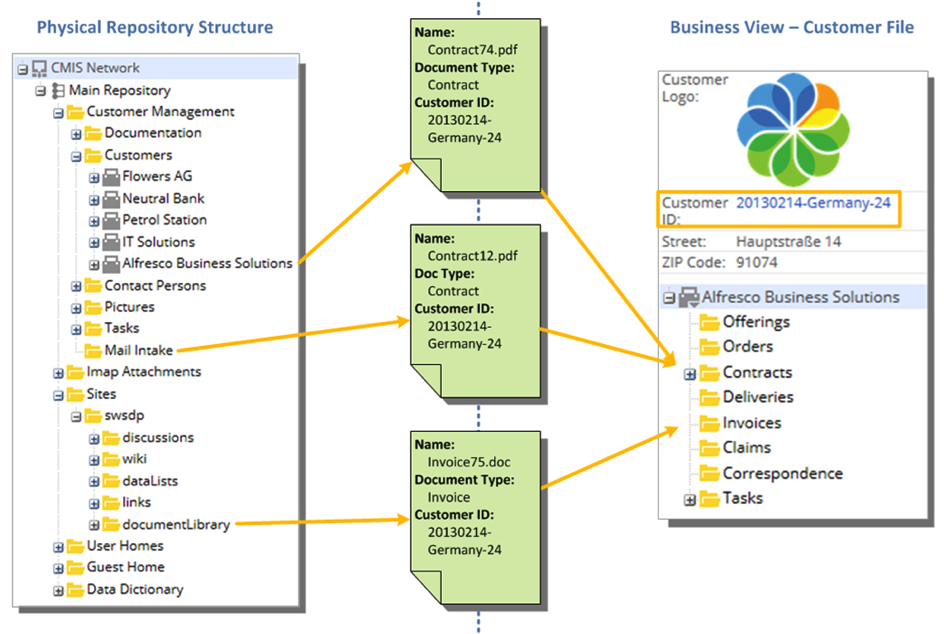 Physical Repository Structure
CMIS Network
Main Repository
Customer Management
Documentation
Customers
Flowers AG
Neutral Bank
Petrol Station
IT Solutions
Alfresco Business Solutions
Contact Persons
Pictures
Tasks
Mail Intake
Imap Attachments
Sites
swsdp
discussions
wiki
dataLists
links
documentLibrary
User Homes
Guest Home
Data Dictionary
Name:
Contract74.pdf
Document Type:
Contract
Customer ID:
20130214-
Germany-24
Name:
Contract12.pdf
Doc Type:
Contract
Customer ID:
20130214-
Germany-24
Name:
Invoice75.doc
Document Type:
Invoice
Customer ID:
20130214-
Germany-24
Business View – Customer File
Customer
Logo:
Customer 20130214-Germany-24
ID:
Street: Hauptstraße 14
ZIP Code: 91074
Alfresco Business Solutions
Offerings
Orders
Contracts
Deliveries
Invoices
Claims
Correspondence
Tasks